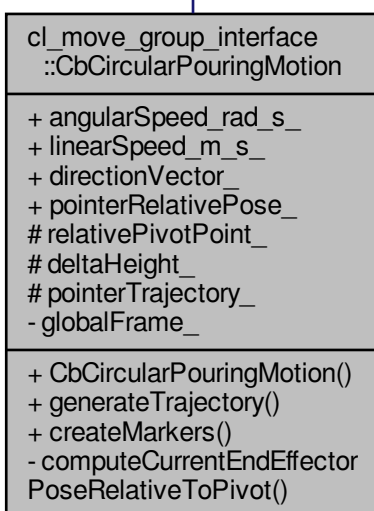 cl_move_group_interface
::CbCircularPouringMotion
+ angularSpeed_rad_s_
+ linearSpeed_m_s_
+ directionVector_
+ pointerRelativePose_
# relativePivotPoint_
# deltaHeight_
# pointerTrajectory_
- globalFrame_
+ CbCircularPouringMotion()
+ generateTrajectory()
+ createMarkers()
- computeCurrentEndEffector
PoseRelativeToPivot()